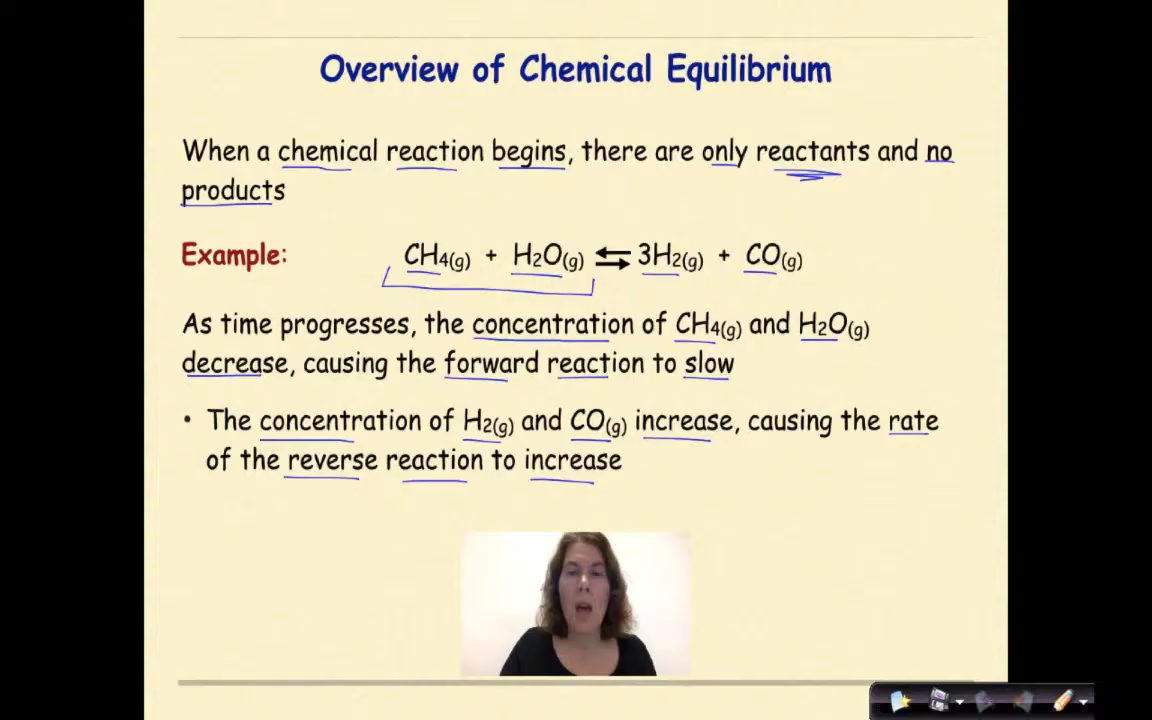 Overview of Chemical Equilibrium
When a chemical reaction begins, there are only reactants and no
products
Example: CH4(g) + H2O(g) ⇆ 3H2(g) + CO(g)
As time progresses, the concentration of CH4(g) and H2O(g)
decrease, causing the forward reaction to slow
• The concentration of H2(g) and CO(g) increase, causing the rate
of the reverse reaction to increase